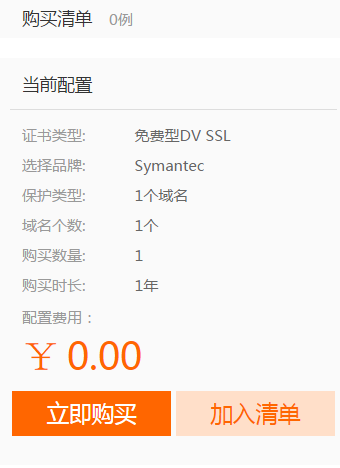 购买清单 0例
当前配置
证书类型: 免费型DV SSL
选择品牌: Symantec
保护类型: 1个域名
域名个数: 1个
购买数量: 1
购买时长: 1年
配置费用：
￥ 0.00
立即购买 加入清单